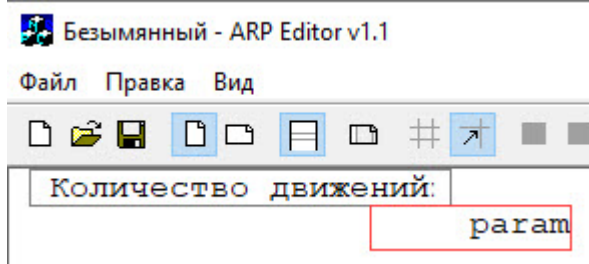 Безымянный - ARP Editor v1.1
Файл Правка Вид
Количество движений:
param